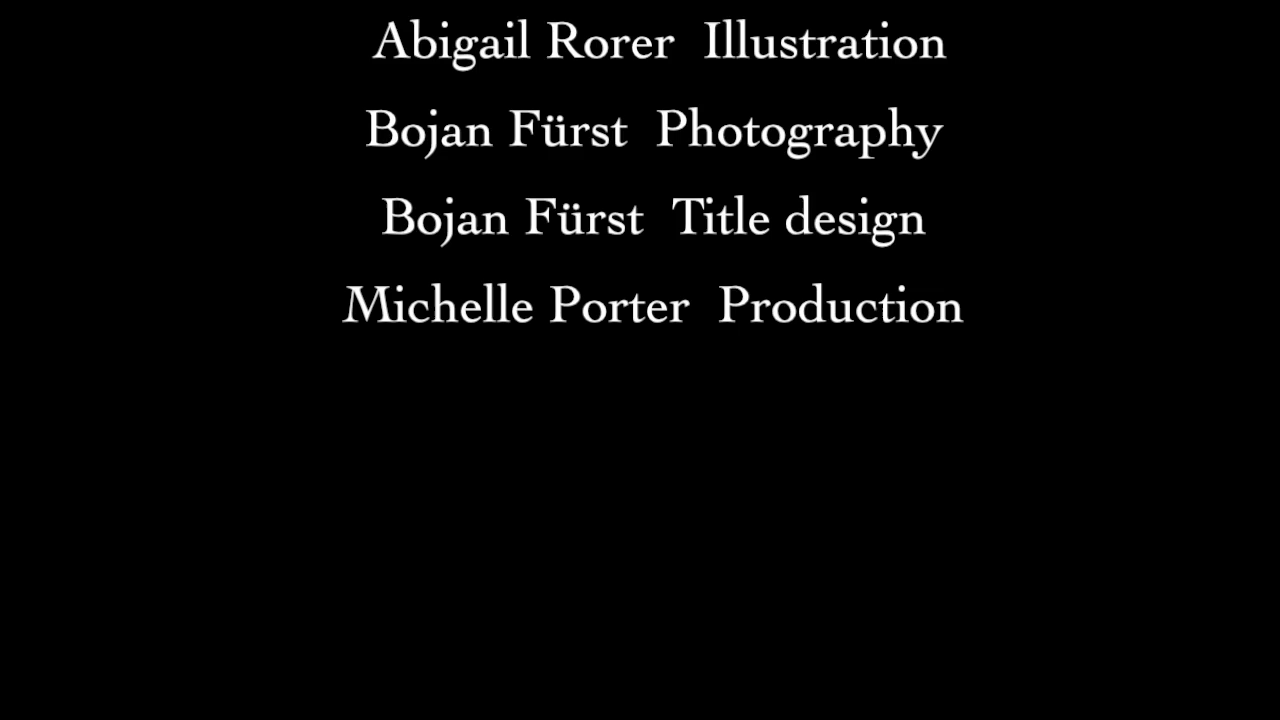 Abigail Rorer  Illustration
Bojan Fürst  Photography
Bojan Fürst  Title design
Michelle Porter  Production